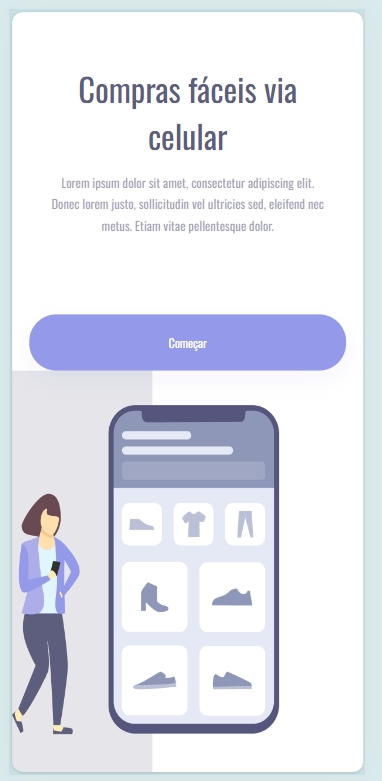 Compras fáceis via
celular
Lorem ipsum dolor sit amet, consectetur adipiscing elit.
Donec lorem justo, sollicitudin vel ultricies sed, eleifend nec
metus. Etiam vitae pellentesque dolor.
Começar